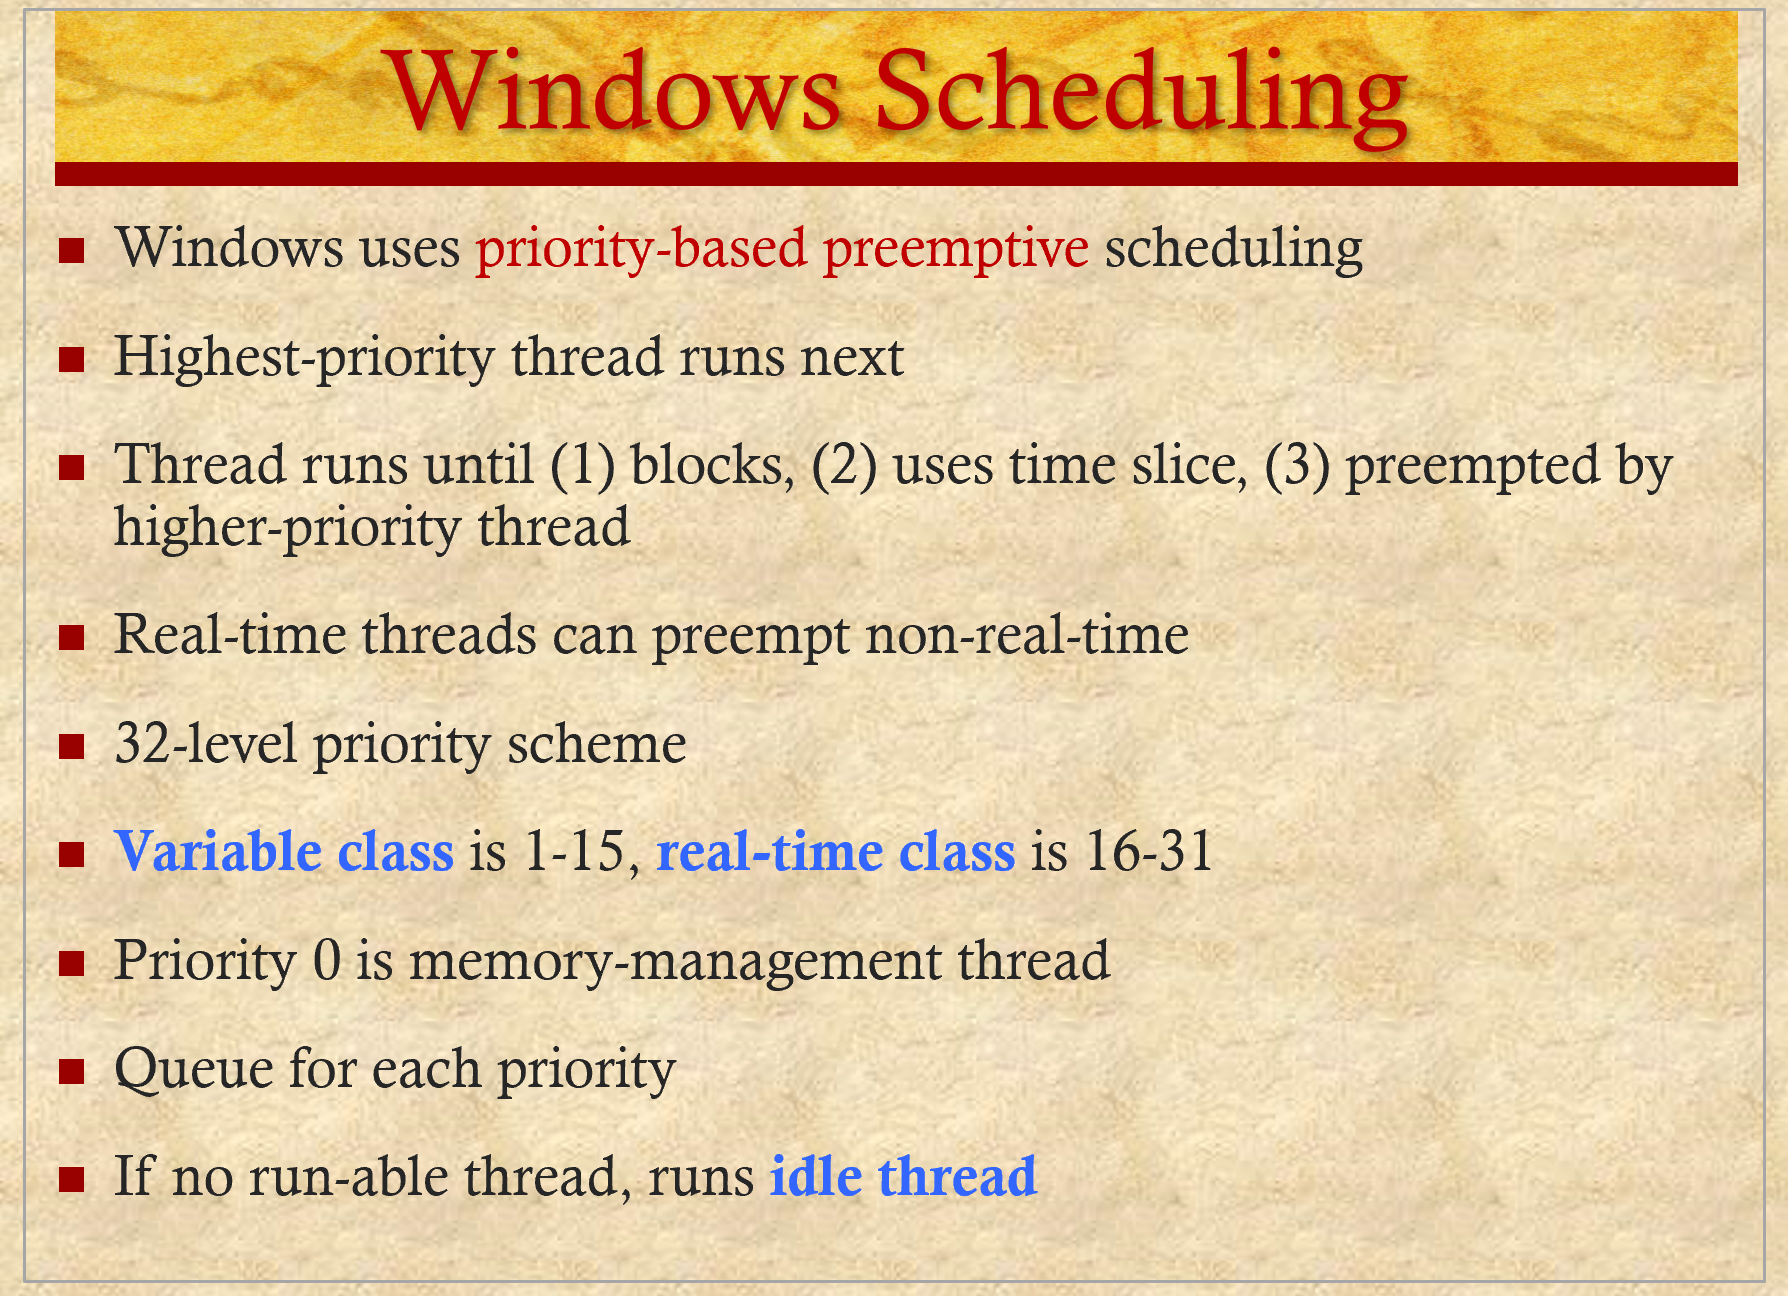 Windows Scheduling
Windows uses priority-based preemptive scheduling
Highest-priority thread runs next
Thread runs until (1) blocks, (2) uses time slice, (3) preempted by
higher-priority thread
Real-time threads can preempt non-real-time
32-level priority scheme
Variable class is 1-15, real-time class is 16-31
Priority 0 is memory-management thread
Queue for each priority
If no run-able thread, runs idle thread